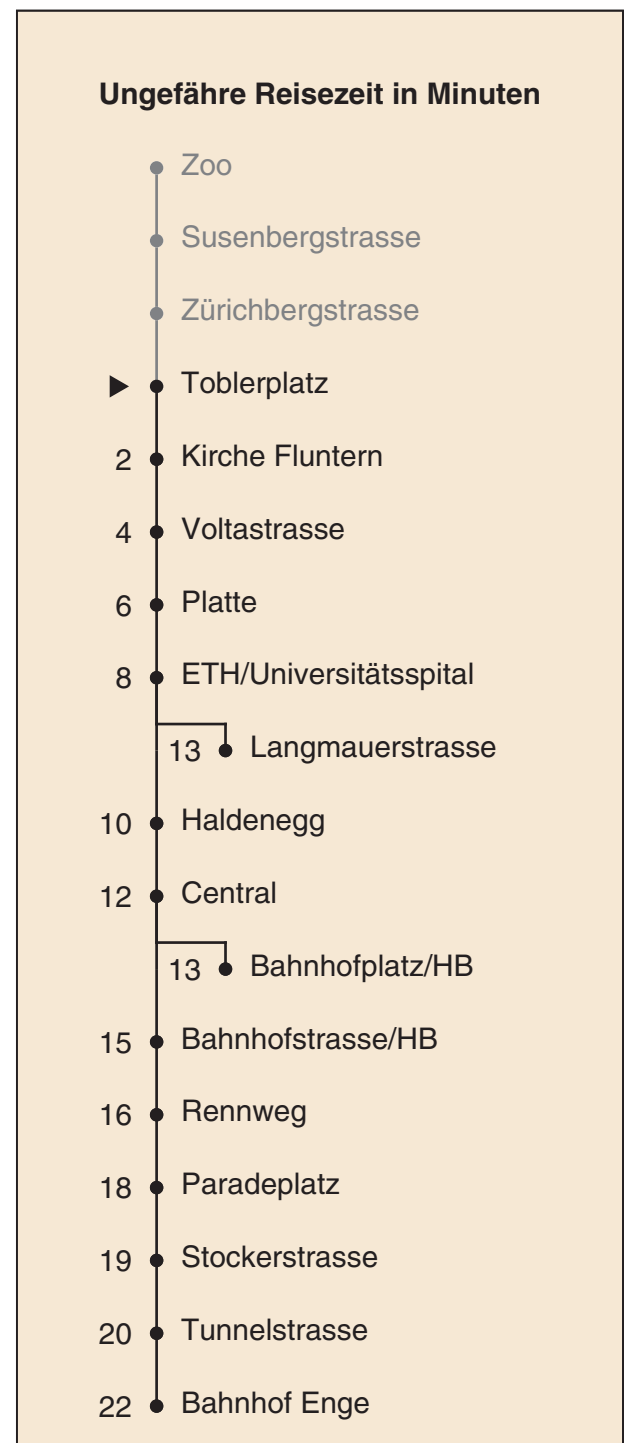 Ungefähre Reisezeit in Minuten
Zoo
Susenbergstrasse
Zürichbergstrasse
Toblerplatz
2 Kirche Fluntern
4 Voltastrasse
6 Platte
8 ETH/Universitätsspital
13 Langmauerstrasse
10 Haldenegg
12 Central
13 Bahnhofplatz/HB
15 Bahnhofstrasse/HB
16 Rennweg
18 Paradeplatz
19 Stockerstrasse
20 Tunnelstrasse
22 Bahnhof Enge